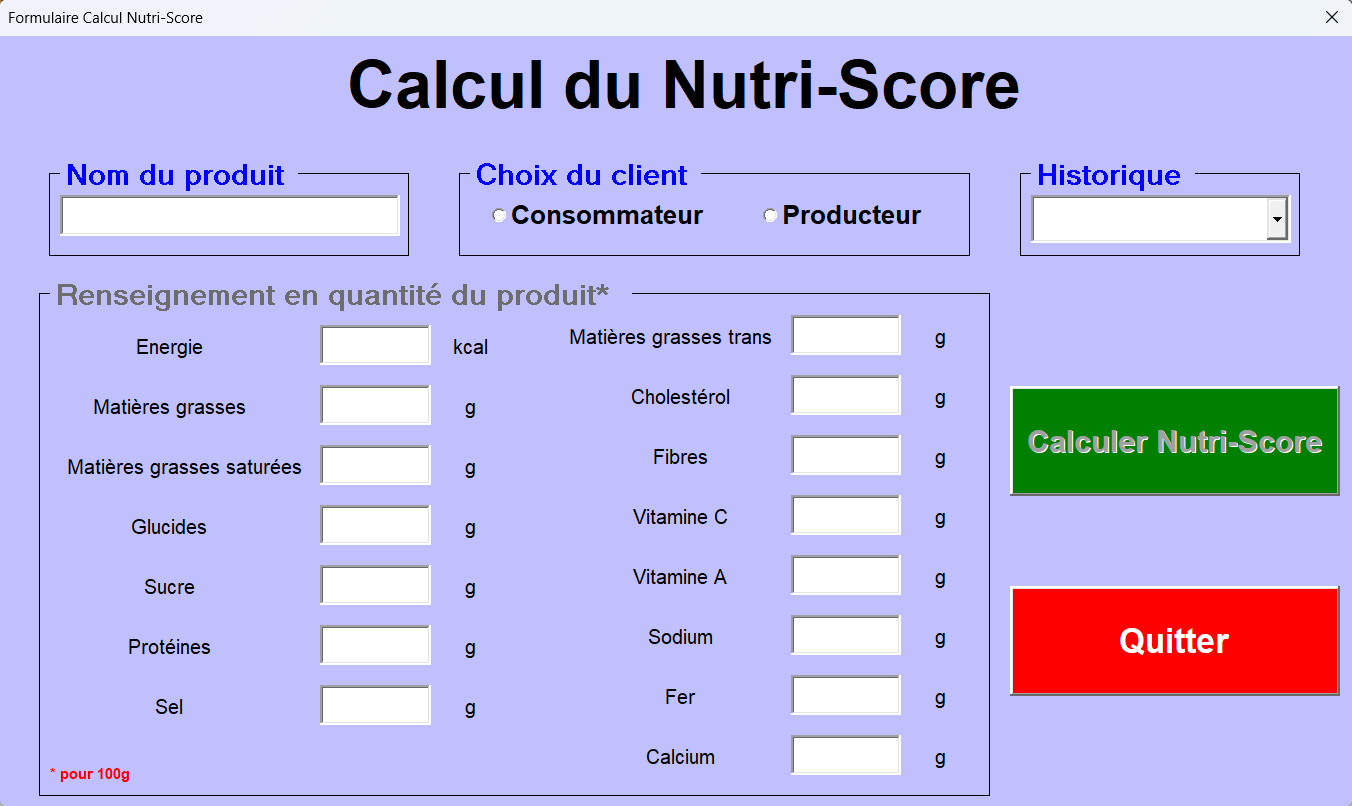 Formulaire Calcul Nutri-Score
Calcul du Nutri-Score
Nom du produit
Choix du client
Consommateur
Producteur
Historique
Renseignement en quantité du produit*
Energie kcal
Matières grasses g
Matières grasses saturées g
Glucides g
Sucre g
Protéines g
Sel g
* pour 100g
Matières grasses trans g
Cholestérol g
Fibres g
Vitamine C g
Vitamine A g
Sodium g
Fer g
Calcium g
Calculer Nutri-Score
Quitter